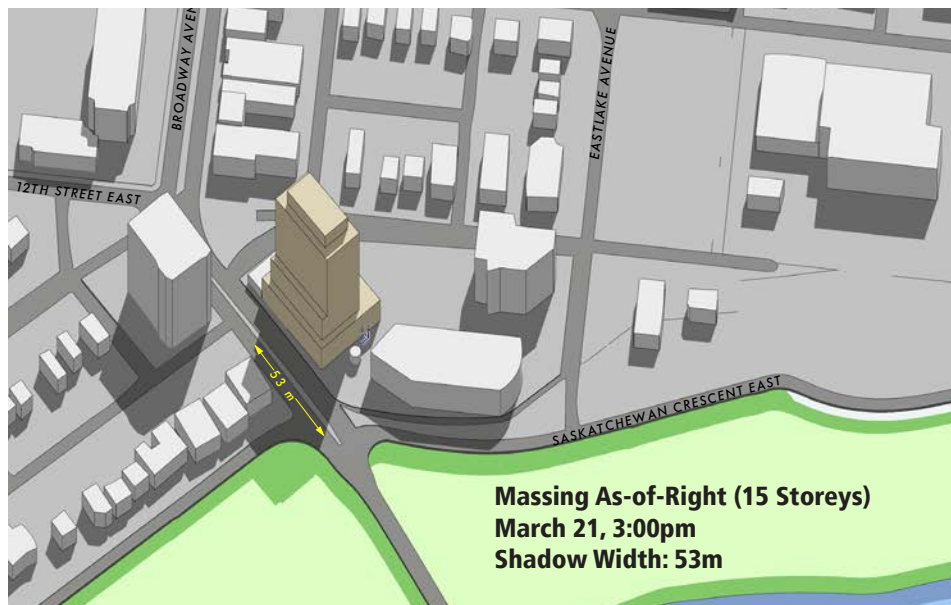 BROADWAY AVEN
EASTLAKE AVENUE
12TH STREET EAST
53 m
SASKATCHEWAN CRESCENT EAST
Massing As-of-Right (15 Storeys)
March 21, 3:00pm
Shadow Width: 53m